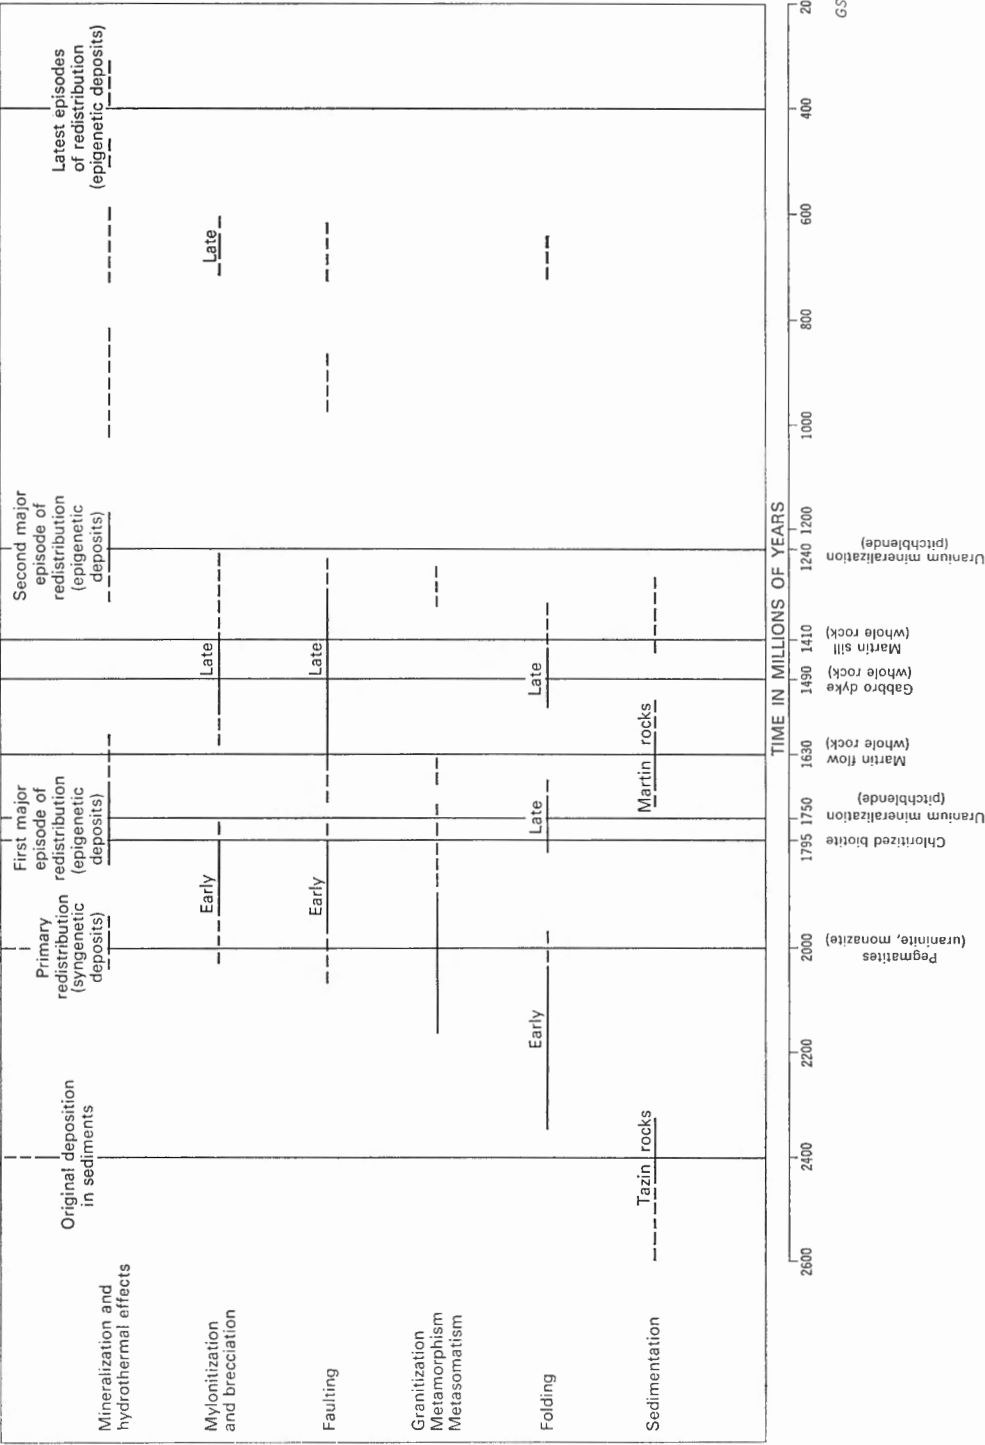 Original deposition
in sediments
Primary
redistribution
(syngenetic
deposits)
First major
episode of
redistribution
(epigenetic
deposits)
Second major
episode of
redistribution
(epigenetic
deposits)
Latest episodes
of redistribution
(epigenetic deposits)
Mineralization and
hydrothermal effects
Mylonitization
and brecciation
Early
Late
Late
Faulting
Early
Late
Granitization
Metamorphism
Metasomatism
Folding
Early
Late
Late
Sedimentation
Tazin rocks
Martin rocks
TIME IN MILLIONS OF YEARS
2600
2400
2200
2000
1795
1750
1630
1490
1410
1240
1200
1000
800
600
400
20
Pegmatites
(uraninite, monazite)
Chloritized biotite
Uranium mineralization
(pitchblende)
Martin flow
(whole rock)
Gabbro dyke
(whole rock)
Martin sill
(whole rock)
Uranium mineralization
(pitchblende)
GS